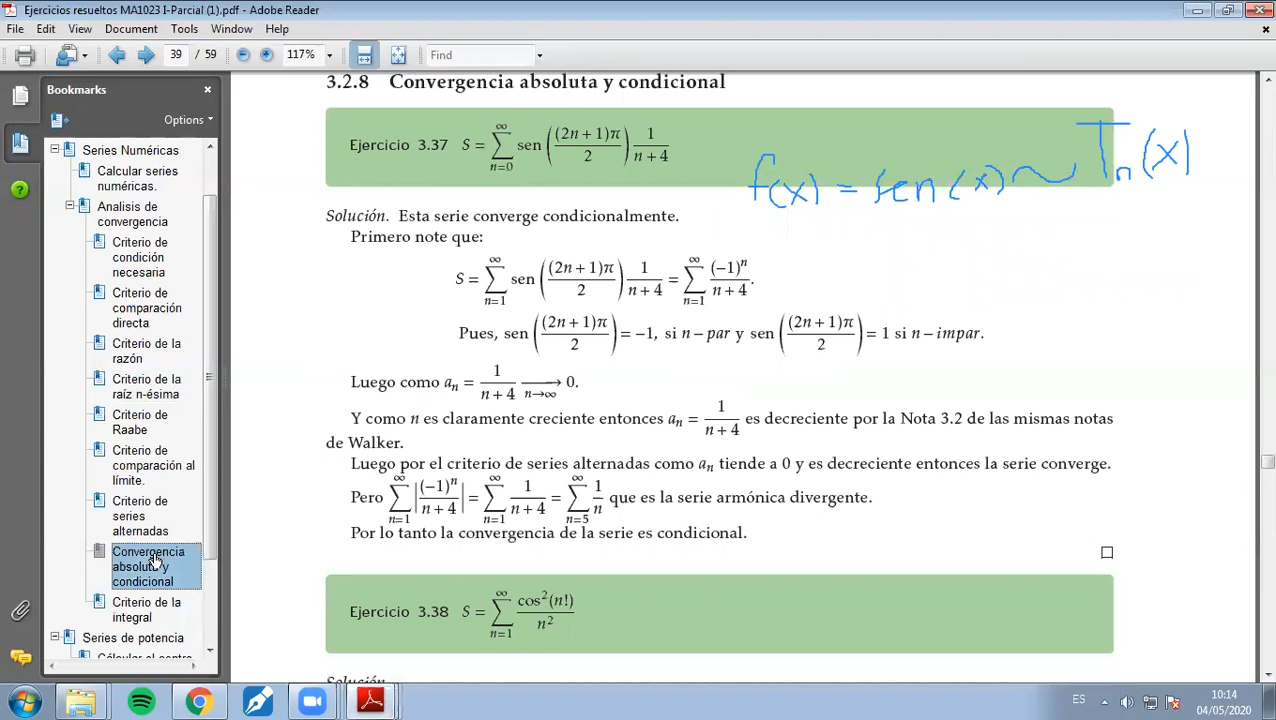 Ejercicios resueltos MA1023 I-Parcial (1).pdf - Adobe Reader
File Edit View Document Tools Window Help
39 / 59 117% Find
Bookmarks
Options
Series Numéricas
Calcular series
numéricas.
Analisis de
convergencia
Criterio de
condición
necesaria
Criterio de
comparación
directa
Criterio de la
razón
Criterio de la
raíz n-ésima
Criterio de
Raabe
Criterio de
comparación al
límite.
Criterio de
series
alternadas
Convergencia
absoluta y
condicional
Criterio de la
integral
Series de potencia
3.2.8 Convergencia absoluta y condicional
Ejercicio 3.37 S = ∑_{n=0}^{∞} sen ((2n+1)π / 2) 1/(n+4)
f(x) = sen(x) ~ T_n(x)
Solución. Esta serie converge condicionalmente.
Primero note que:
S = ∑_{n=1}^{∞} sen ((2n+1)π / 2) 1/(n+4) = ∑_{n=1}^{∞} (-1)^n/(n+4).
Pues, sen ((2n+1)π / 2) = −1, si n − par y sen ((2n+1)π / 2) = 1 si n − impar.
Luego como a_n = 1/(n+4) →_{n→∞} 0.
Y como n es claramente creciente entonces a_n = 1/(n+4) es decreciente por la Nota 3.2 de las mismas notas
de Walker.
Luego por el criterio de series alternadas como a_n tiende a 0 y es decreciente entonces la serie converge.
Pero ∑_{n=1}^{∞} |(-1)^n/(n+4)| = ∑_{n=1}^{∞} 1/(n+4) = ∑_{n=5}^{∞} 1/n que es la serie armónica divergente.
Por lo tanto la convergencia de la serie es condicional.
Ejercicio 3.38 S = ∑_{n=1}^{∞} cos²(n!)/n²
Solución
ES 10:14
04/05/2020